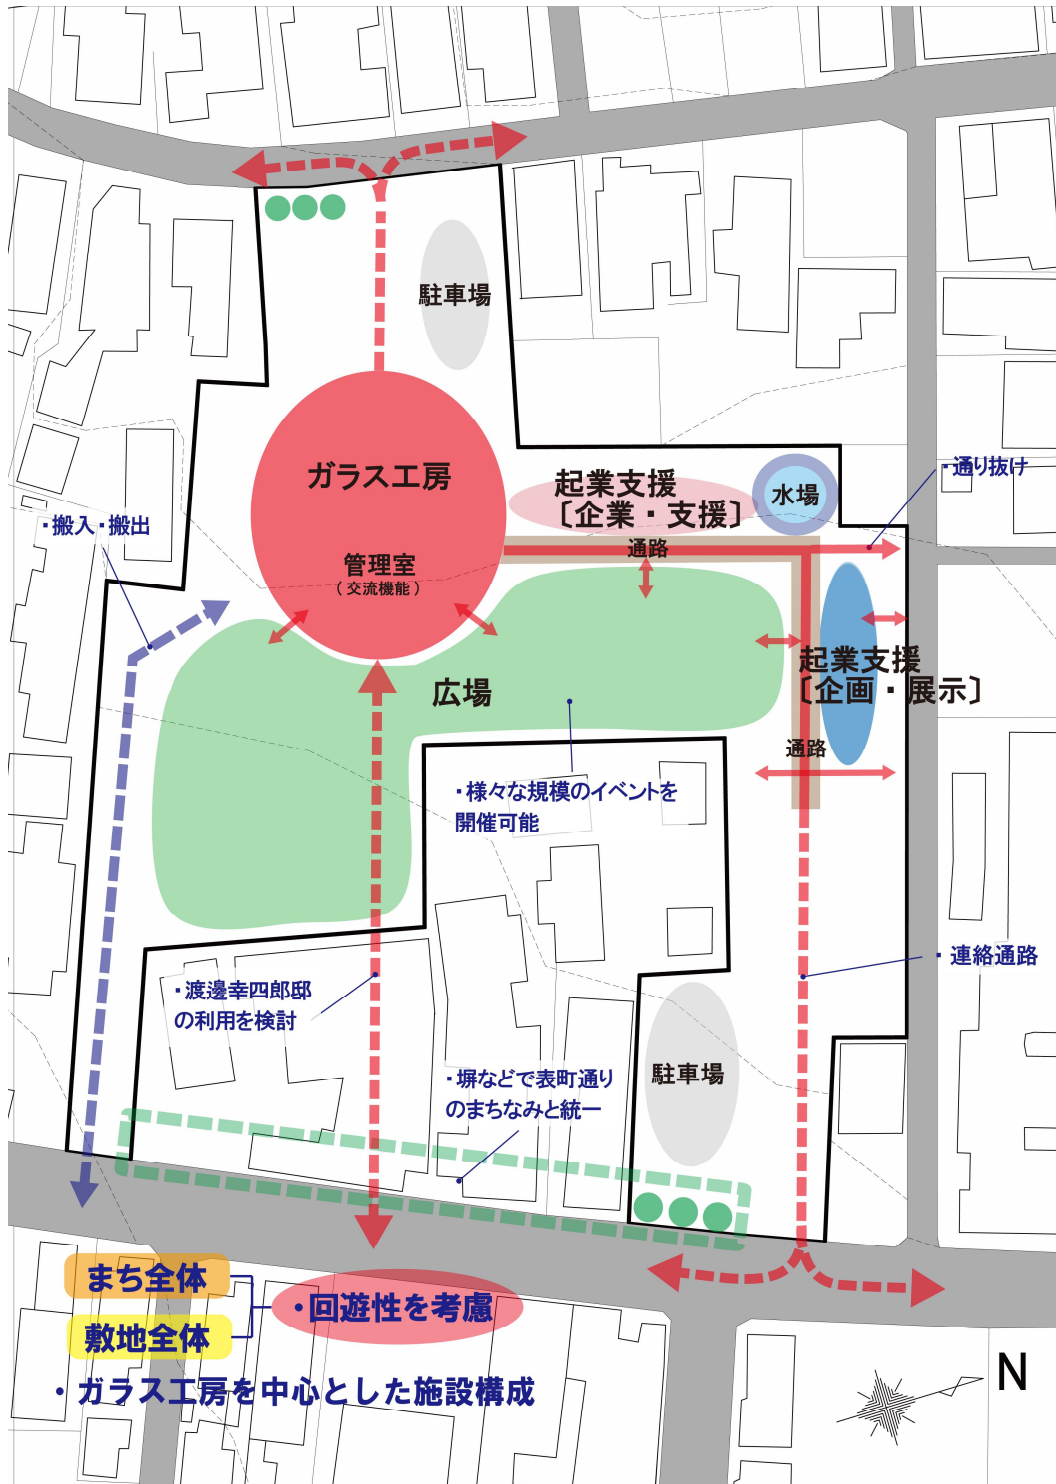 駐車場
ガラス工房
管理室
（交流機能）
起業支援
〔企業・支援〕
水場
・通り抜け
通路
・搬入・搬出
広場
起業支援
〔企画・展示〕
通路
・様々な規模のイベントを
開催可能
・渡邊幸四郎邸
の利用を検討
・連絡通路
駐車場
・塀などで表町通り
のまちなみと統一
まち全体
敷地全体
・回遊性を考慮
・ガラス工房を中心とした施設構成
N